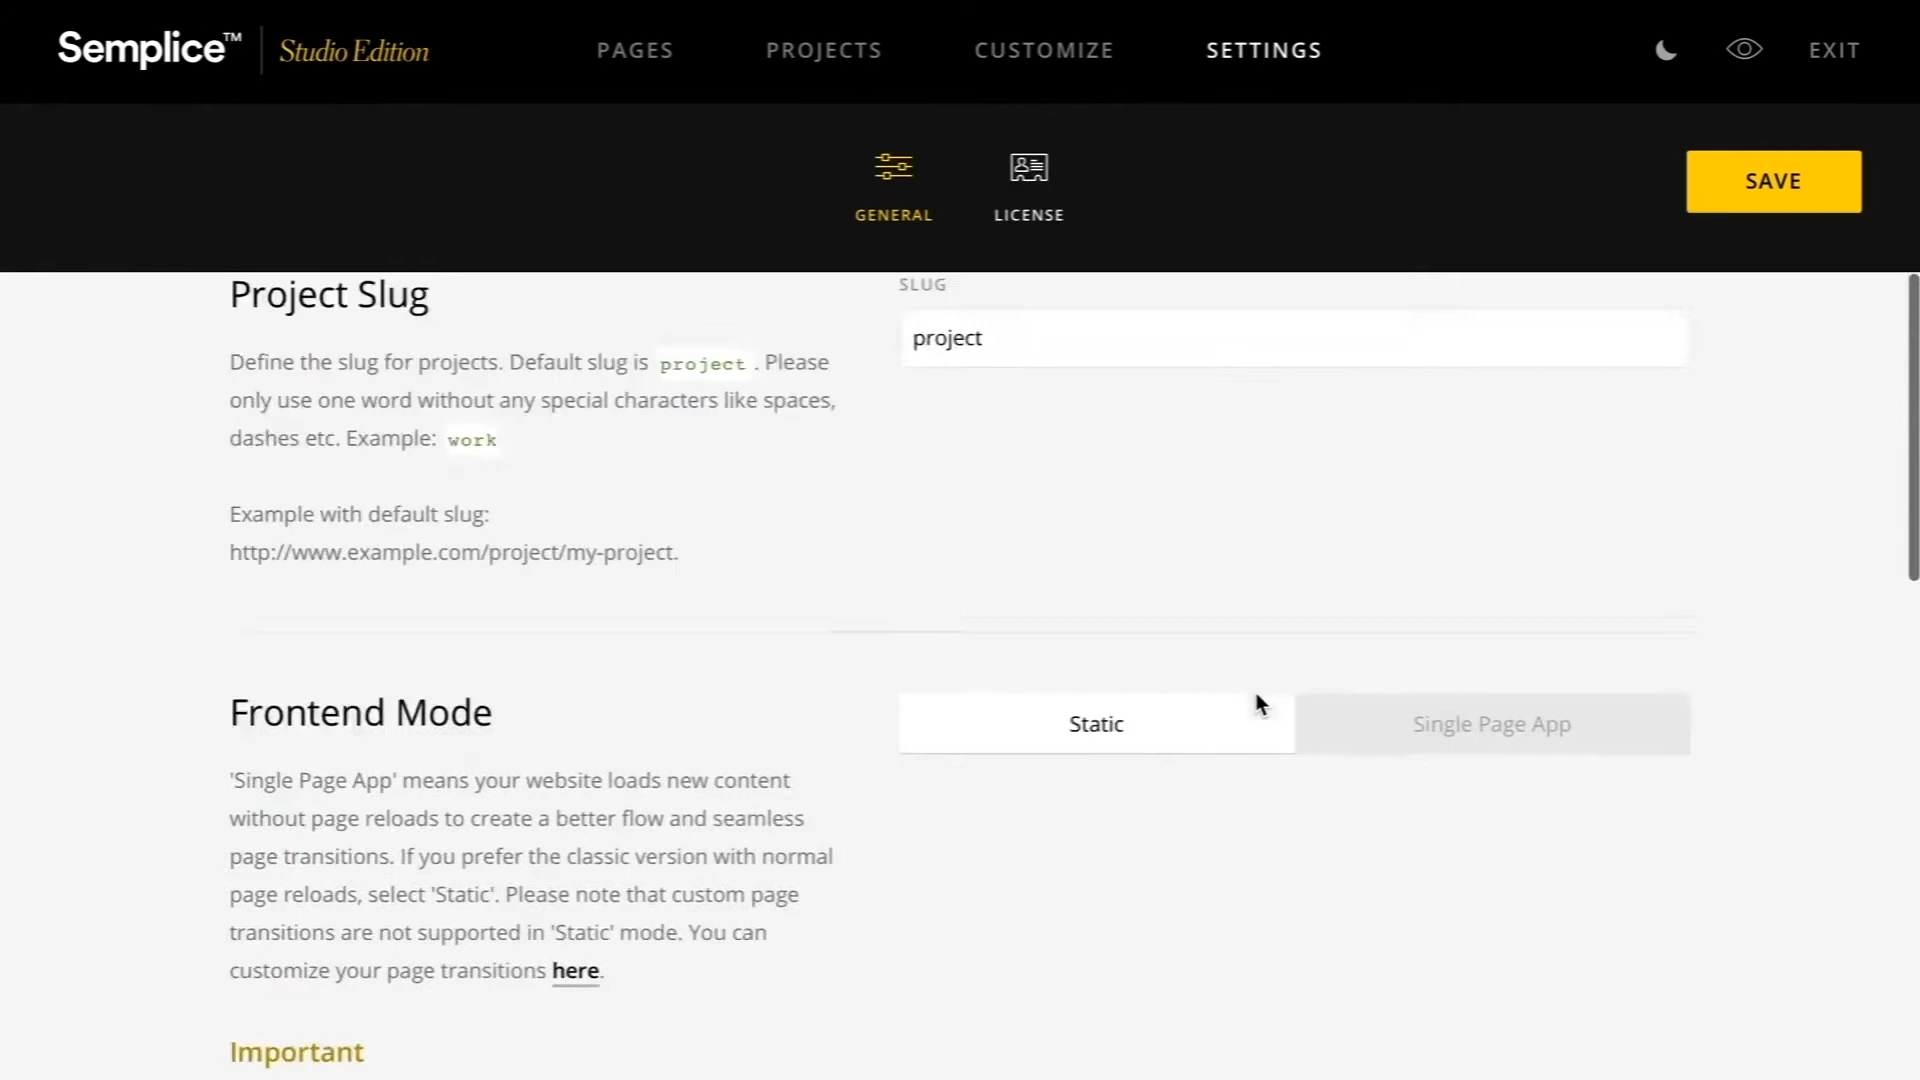 Semplice™ Studio Edition PAGES PROJECTS CUSTOMIZE SETTINGS EXIT
GENERAL LICENSE SAVE
Project Slug
SLUG
project
Define the slug for projects. Default slug is project . Please
only use one word without any special characters like spaces,
dashes etc. Example: work
Example with default slug:
http://www.example.com/project/my-project.
Frontend Mode
Static Single Page App
'Single Page App' means your website loads new content
without page reloads to create a better flow and seamless
page transitions. If you prefer the classic version with normal
page reloads, select 'Static'. Please note that custom page
transitions are not supported in 'Static' mode. You can
customize your page transitions here.
Important